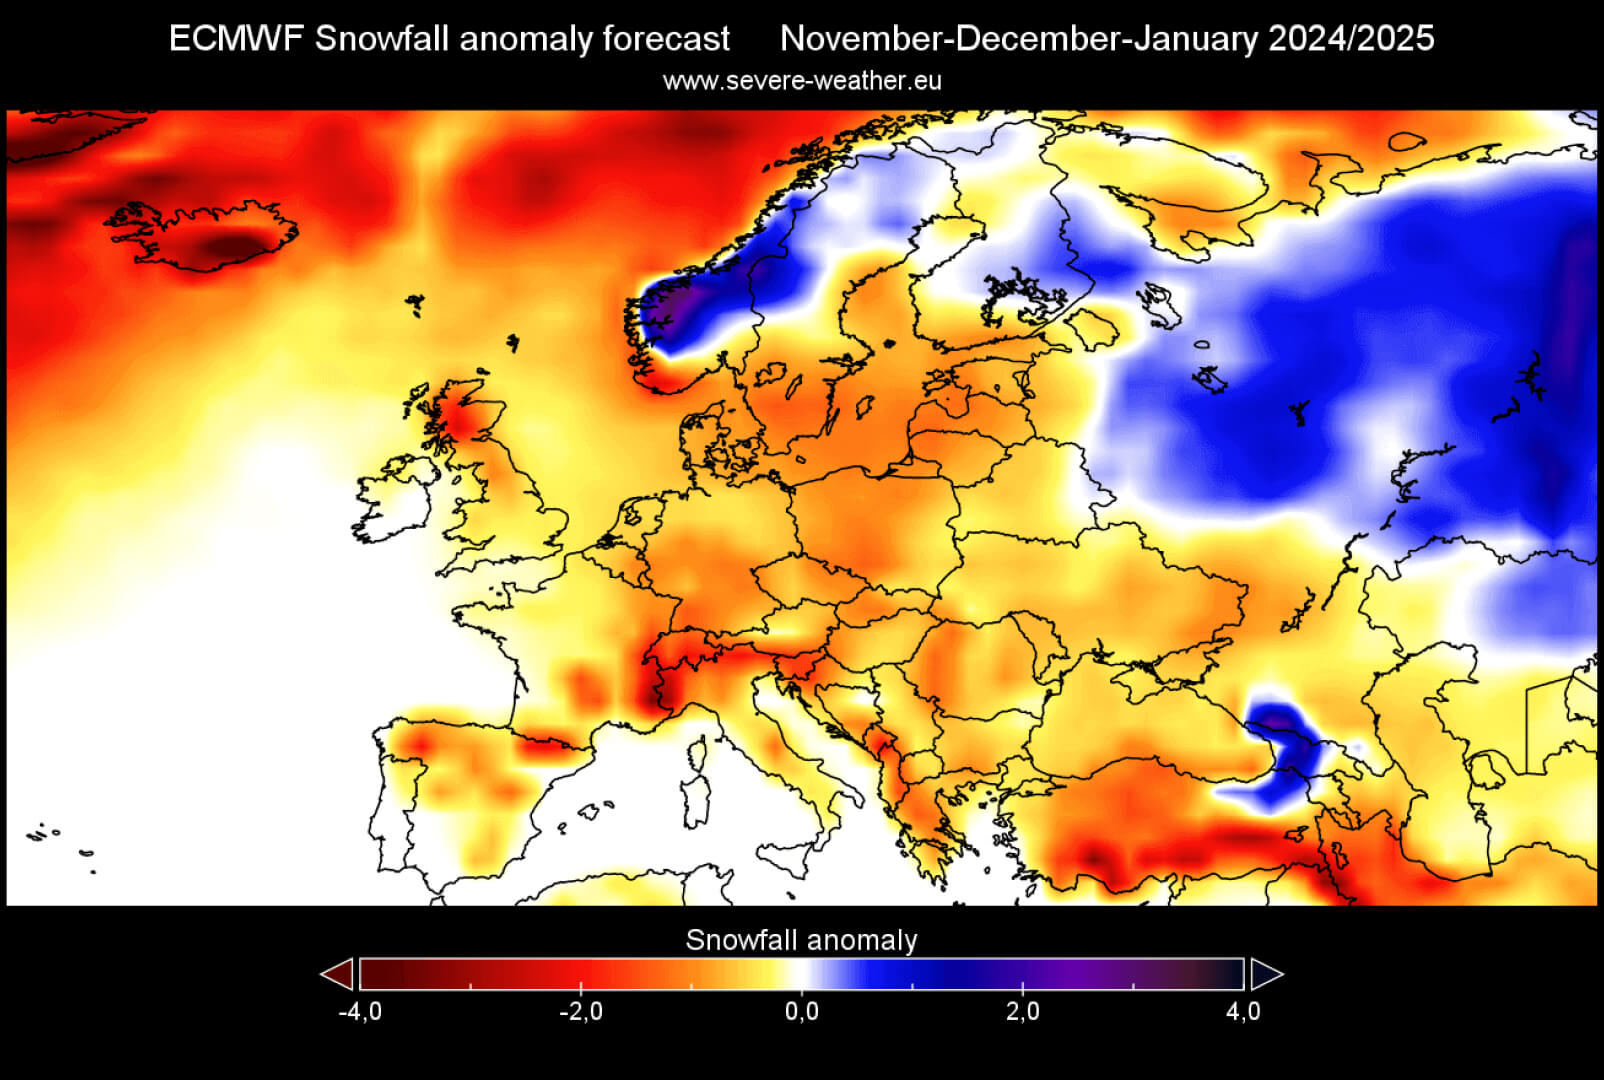 ECMWF Snowfall anomaly forecast November-December-January 2024/2025
www.severe-weather.eu
Snowfall anomaly
-4,0 -2,0 0,0 2,0 4,0